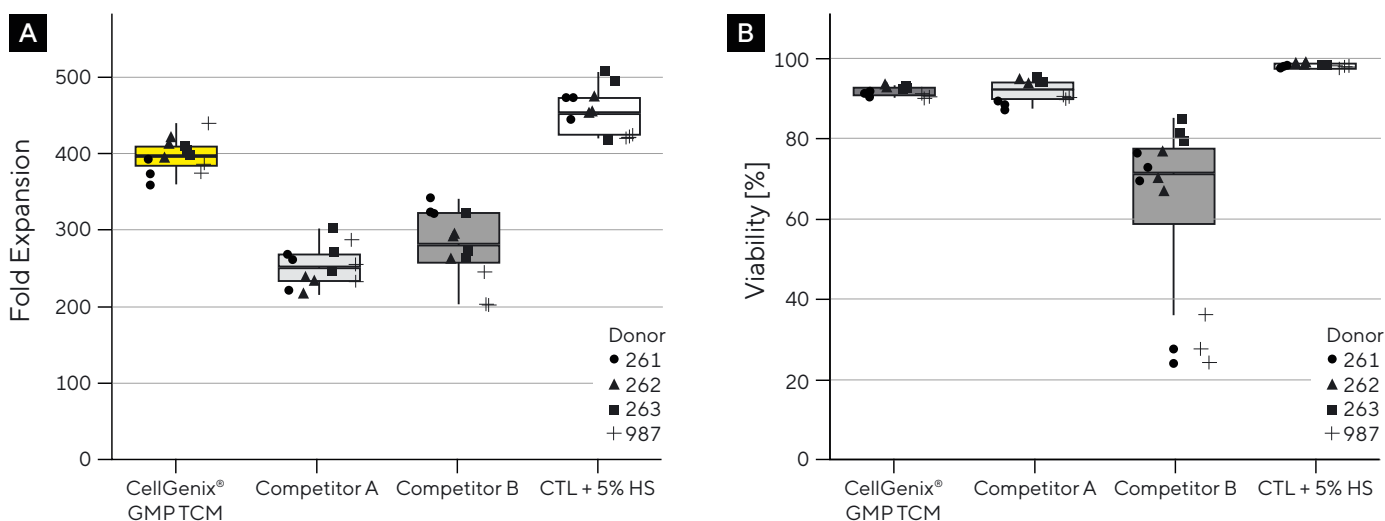 A
Fold Expansion
500
400
300
200
100
0
CellGenix®
GMP TCM
Competitor A
Competitor B
CTL + 5% HS
Donor
261
262
263
987
B
Viability [%]
100
80
60
40
20
0
CellGenix®
GMP TCM
Competitor A
Competitor B
CTL + 5% HS
Donor
261
262
263
987